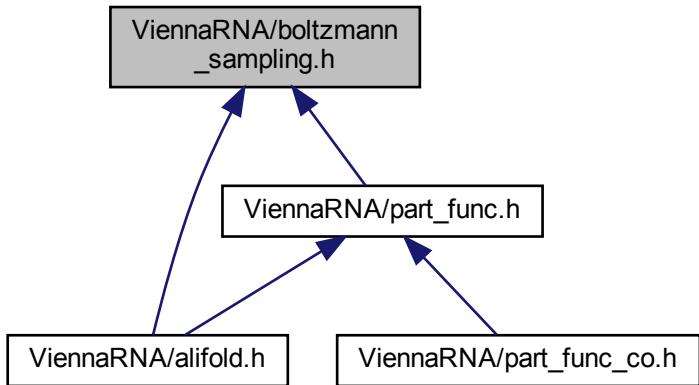 ViennaRNA/boltzmann
_sampling.h
ViennaRNA/part_func.h
ViennaRNA/alifold.h
ViennaRNA/part_func_co.h